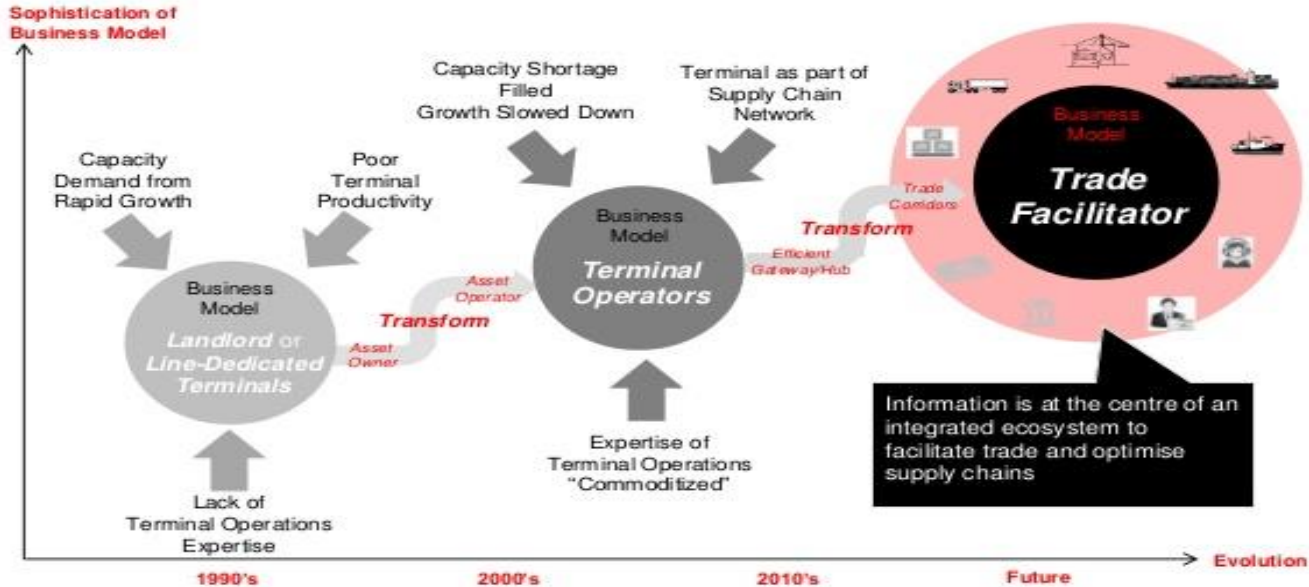 Sophistication of
Business Model
Capacity
Demand from
Rapid Growth
Poor
Terminal
Productivity
Business
Model
Landlord or
Line-Dedicated
Terminals
Lack of
Terminal Operations
Expertise
Asset
Owner
Transform
Asset
Operator
Capacity Shortage
Filled
Growth Slowed Down
Terminal as part of
Supply Chain
Network
Business
Model
Terminal
Operators
Expertise of
Terminal Operations
“Commoditized”
Efficient
Gateway/Hub
Transform
Trade
Corridors
Business
Model
Trade
Facilitator
Information is at the centre of an
integrated ecosystem to
facilitate trade and optimise
supply chains
Evolution
1990's
2000's
2010's
Future